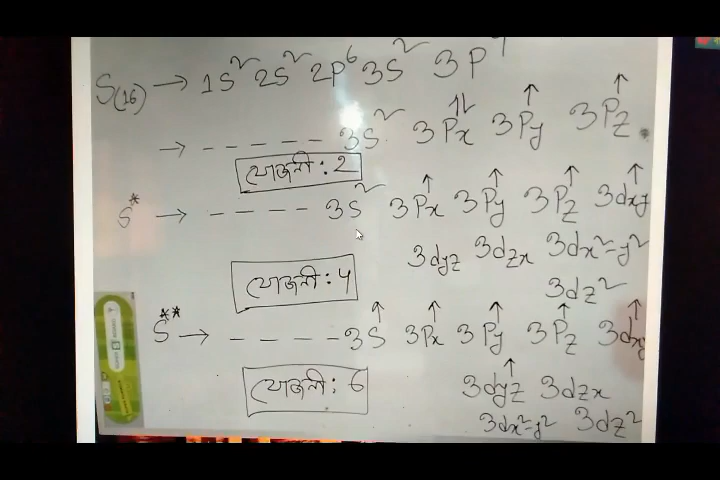 S(16) → 1S² 2S² 2P⁶ 3S² 3P⁴
→ - - - - - 3S² 3Px ↑↓ 3Py ↑ 3Pz ↑
যোজনী : 2
S* → - - - - 3S² 3Px ↑ 3Py ↑ 3Pz ↑ 3dxy ↑
3dyz 3dzx 3dx²-y²
3dz²
যোজনী : 4
S** → - - - - 3S ↑ 3Px ↑ 3Py ↑ 3Pz ↑ 3dxy ↑
3dyz ↑ 3dzx
যোজনী : 6
3dx²-y² 3dz²